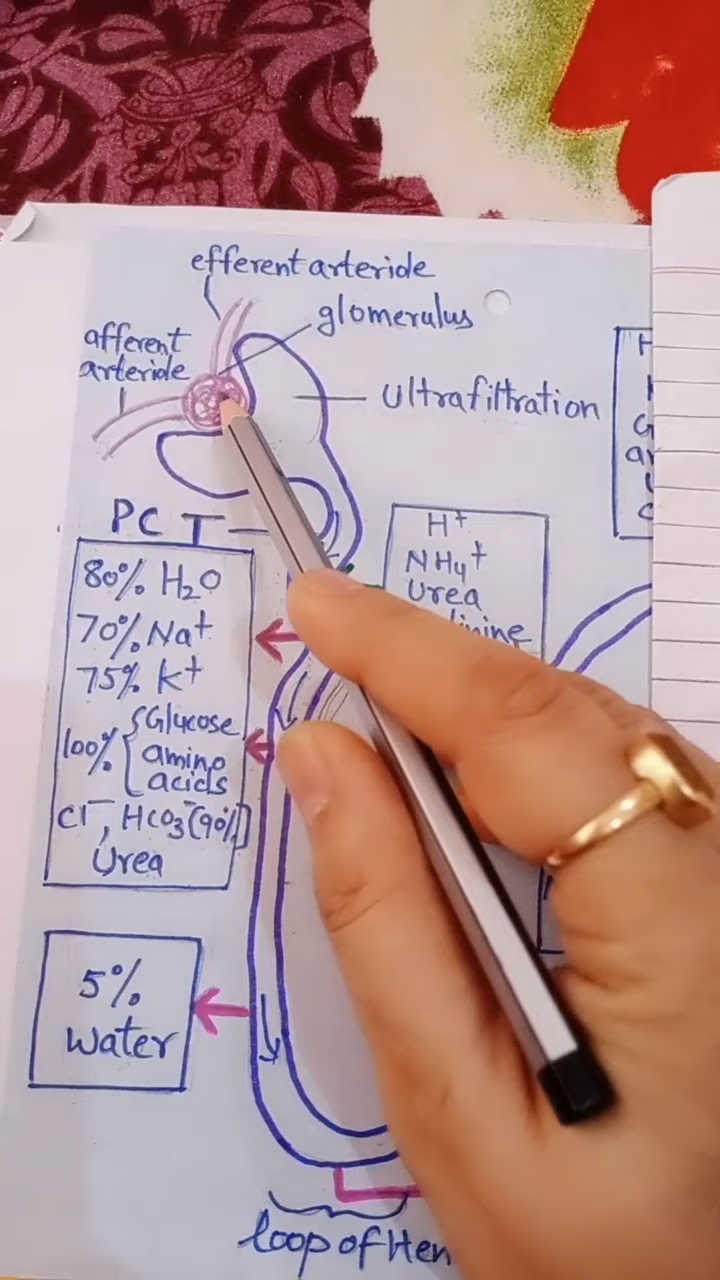 efferent arteride
glomerulus
afferent
arteride
Ultrafiltration
PCT
80% H₂O
70% Na⁺
75% K⁺
100% { Glucose
amino
acids
Cl⁻, HCO₃⁻(90%)
Urea
H⁺
NH₄⁺
Urea
5%
Water
loop of Hen